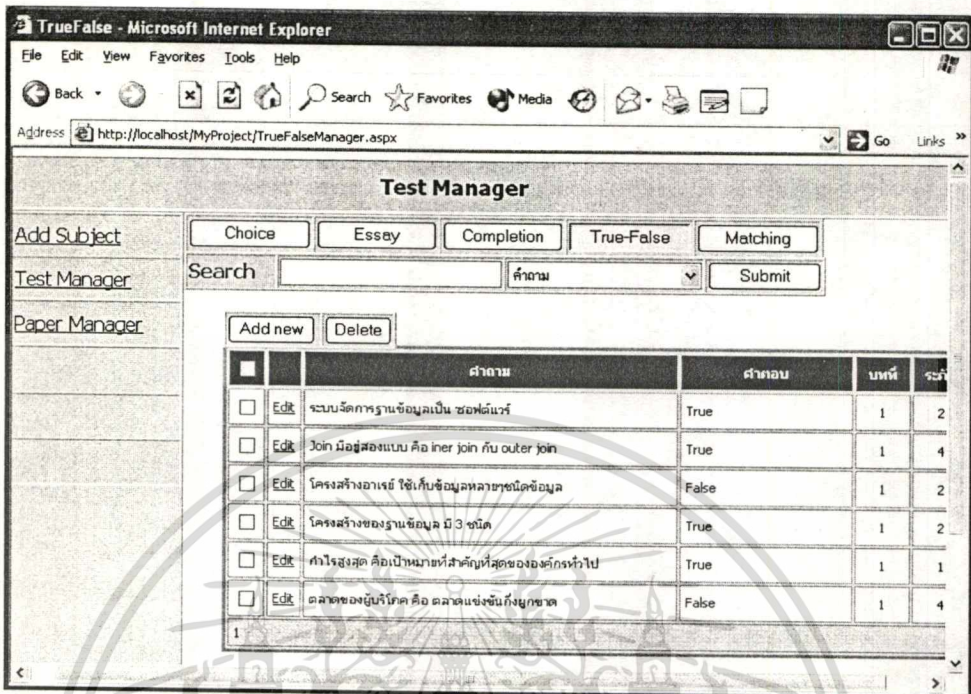 TrueFalse - Microsoft Internet Explorer
File Edit View Favorites Tools Help
Back Search Favorites Media
Address http://localhost/MyProject/TrueFalseManager.aspx Go Links »
Test Manager
Add Subject
Test Manager
Paper Manager
Choice Essay Completion True-False Matching
Search คำถาม Submit
Add new Delete
คำถาม คำตอบ บทที่
Edit ระบบจัดการฐานข้อมูลเป็น ซอฟต์แวร์ True 1 2
Edit Join มีอยู่สองแบบ คือ iner join กับ outer join True 1 4
Edit โครงสร้างอาเรย์ ใช้เก็บข้อมูลหลายๆชนิดข้อมูล False 1 2
Edit โครงสร้างของฐานข้อมูล มี 3 ชนิด True 1 2
Edit กำไรสูงสุด คือเป้าหมายที่สำคัญที่สุดขององค์กรทั่วไป True 1 1
Edit ตลาดของผู้บริโภค คือ ตลาดแข่งขันกึ่งผูกขาด False 1 4
1